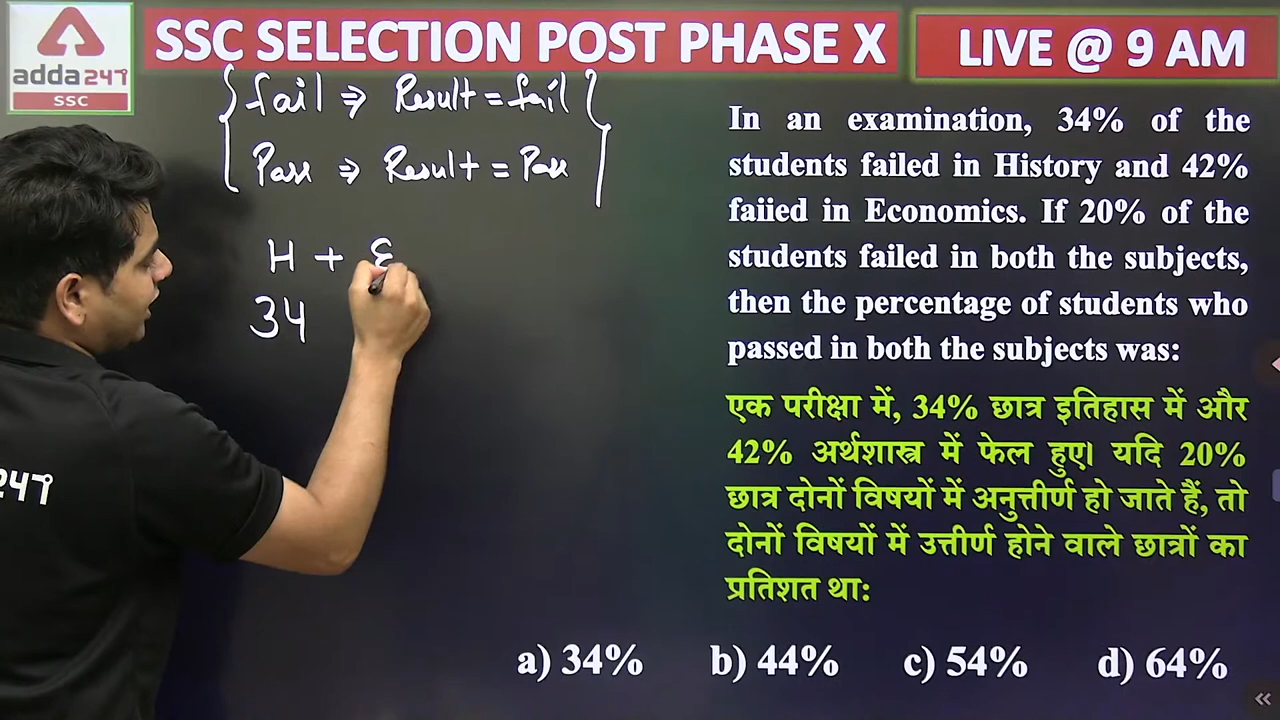 adda247
SSC
SSC SELECTION POST PHASE X
LIVE @ 9 AM
fail ⇒ Result = fail
Pass ⇒ Result = Pass
H + E
34
247
In an examination, 34% of the
students failed in History and 42%
faiied in Economics. If 20% of the
students failed in both the subjects,
then the percentage of students who
passed in both the subjects was:
एक परीक्षा में, 34% छात्र इतिहास में और
42% अर्थशास्त्र में फेल हुए। यदि 20%
छात्र दोनों विषयों में अनुत्तीर्ण हो जाते हैं, तो
दोनों विषयों में उत्तीर्ण होने वाले छात्रों का
प्रतिशत था:
a) 34% b) 44% c) 54% d) 64%